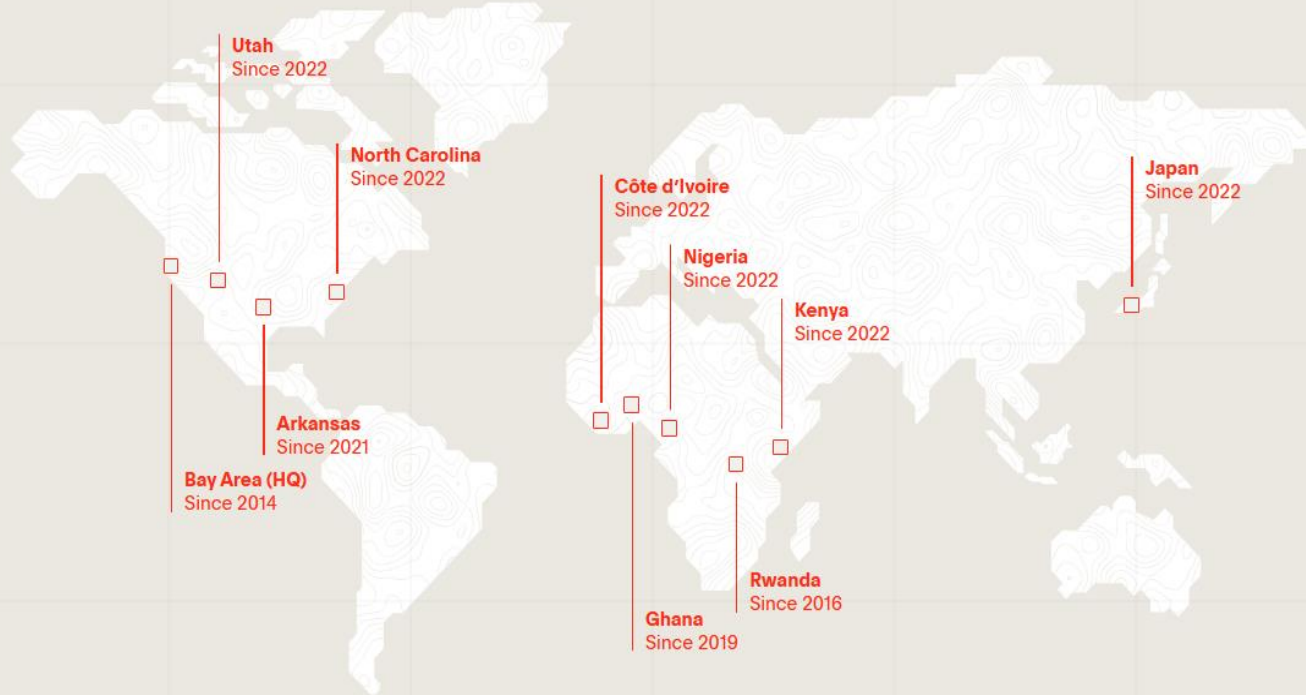 Utah
Since 2022
North Carolina
Since 2022
Côte d’Ivoire
Since 2022
Japan
Since 2022
Nigeria
Since 2022
Kenya
Since 2022
Arkansas
Since 2021
Bay Area (HQ)
Since 2014
Rwanda
Since 2016
Ghana
Since 2019